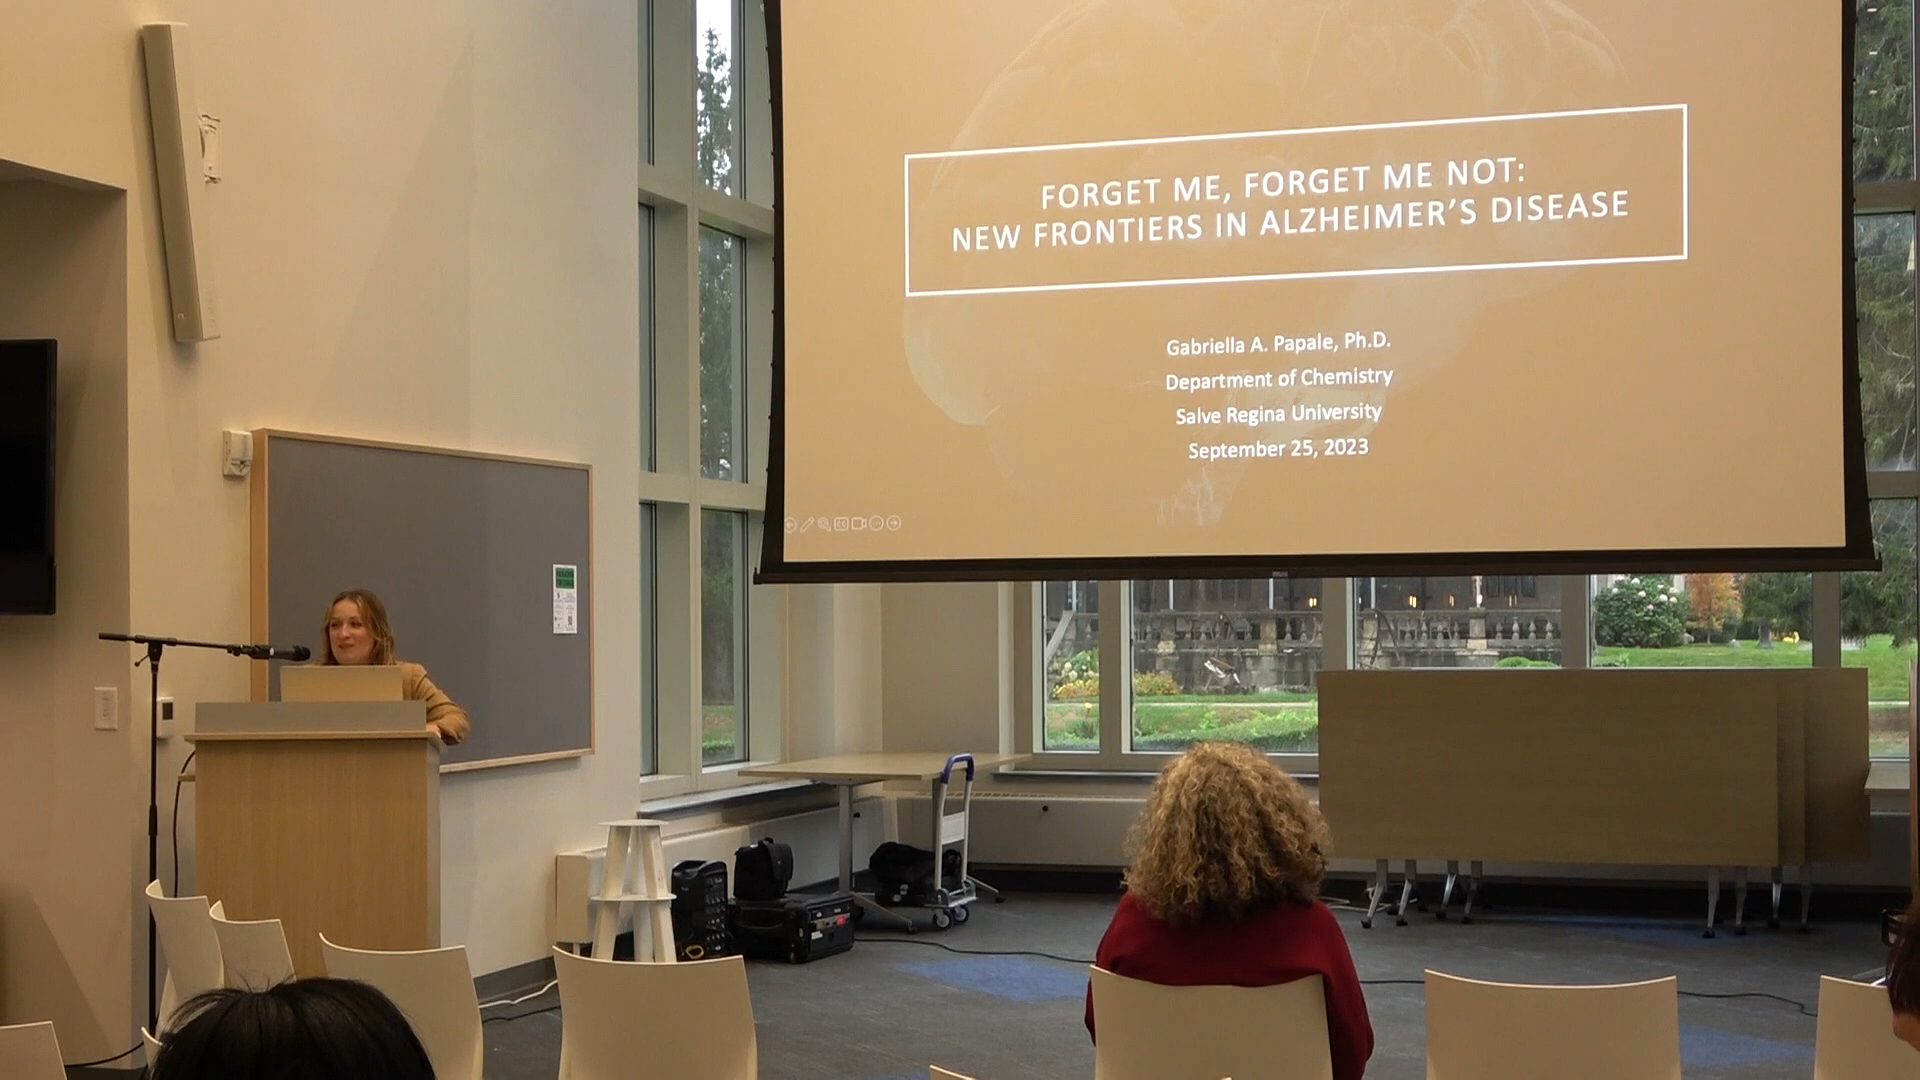 FORGET ME, FORGET ME NOT:
NEW FRONTIERS IN ALZHEIMER’S DISEASE
Gabriella A. Papale, Ph.D.
Department of Chemistry
Salve Regina University
September 25, 2023